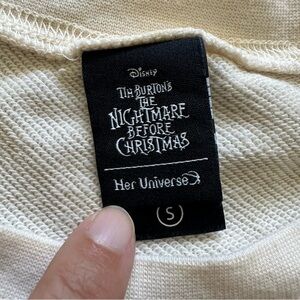 Disney
TIM BURTON'S
THE
NIGHTMARE
BEFORE
CHRISTMAS
Her Universe
S